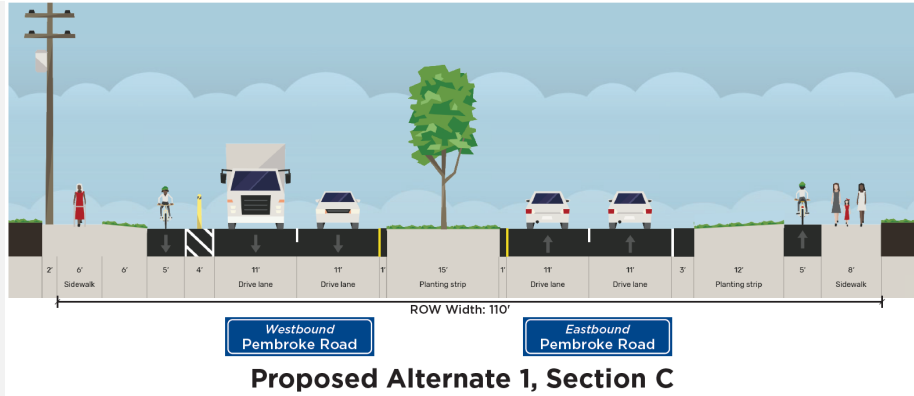 2' 6' 6' 5' 4' 11' 11' 1' 15' 1' 11' 11' 3' 12' 5' 8'
Sidewalk Drive lane Drive lane Planting strip Drive lane Drive lane Planting strip Sidewalk
ROW Width: 110'
Westbound
Pembroke Road
Eastbound
Pembroke Road
Proposed Alternate 1, Section C